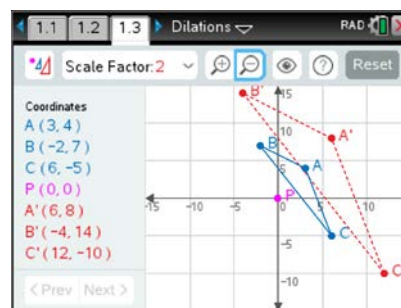 1.1 1.2 1.3 Dilations RAD
Scale Factor:2 Reset
Coordinates
A (3, 4)
B (-2, 7)
C (6, -5)
P (0, 0)
A' (6, 8)
B' (-4, 14)
C' (12, -10)
< Prev Next >
B' 15
10
A'
B
5
A
P
-15 -10 -5 5 10
-5 C
-10 C